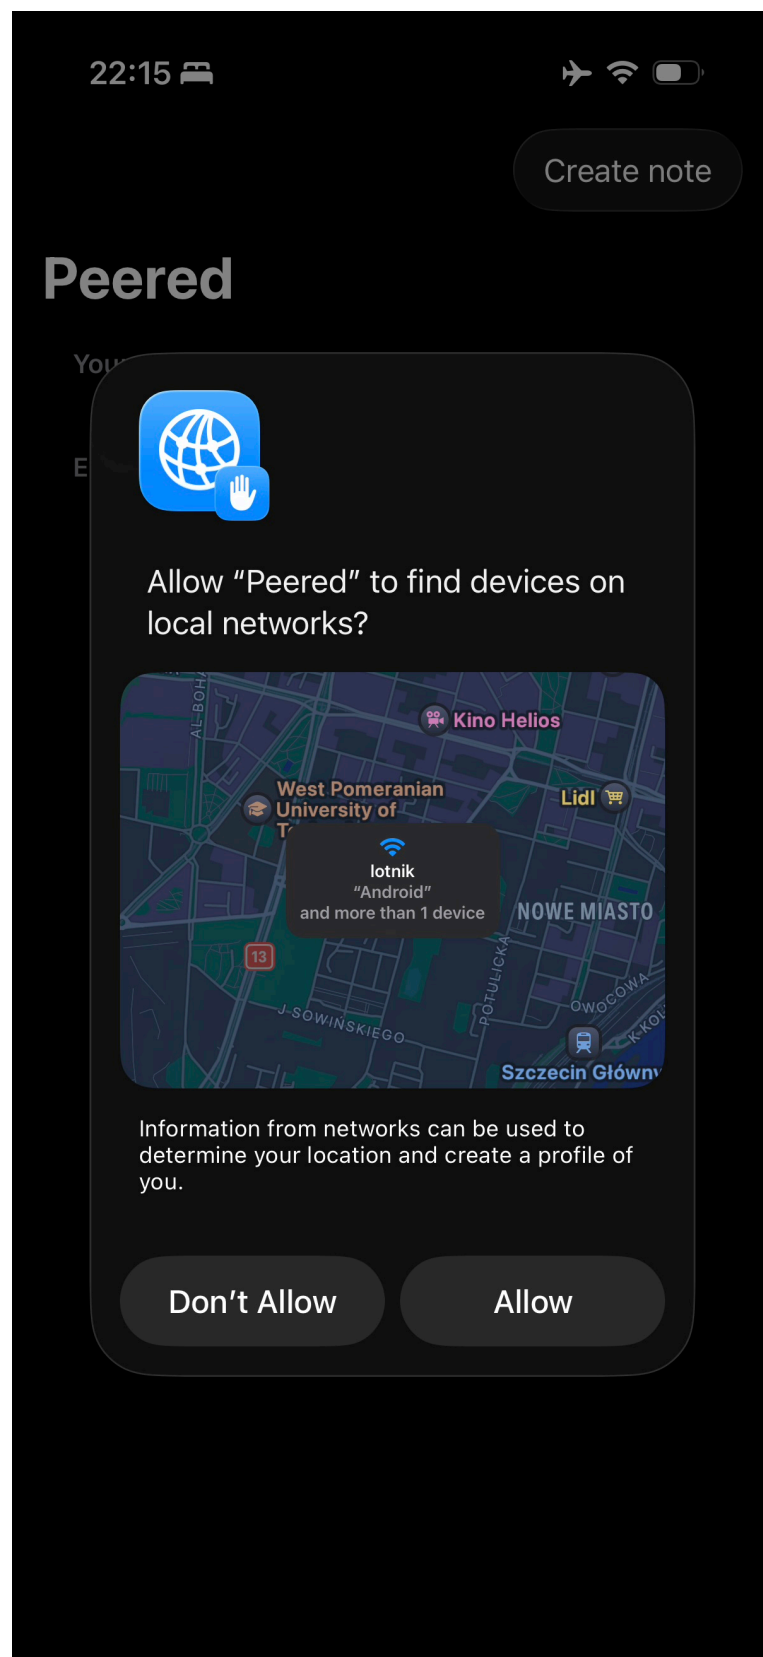 22:15
Create note
Peered
Allow “Peered” to find devices on
local networks?
Kino Helios
West Pomeranian
University of
Lidl
lotnik
“Android”
and more than 1 device
NOWE MIASTO
13
POTULICKA
OWOCOWA
J SOWIŃSKIEGO
Szczecin Główny
Information from networks can be used to
determine your location and create a profile of
you.
Don’t Allow
Allow